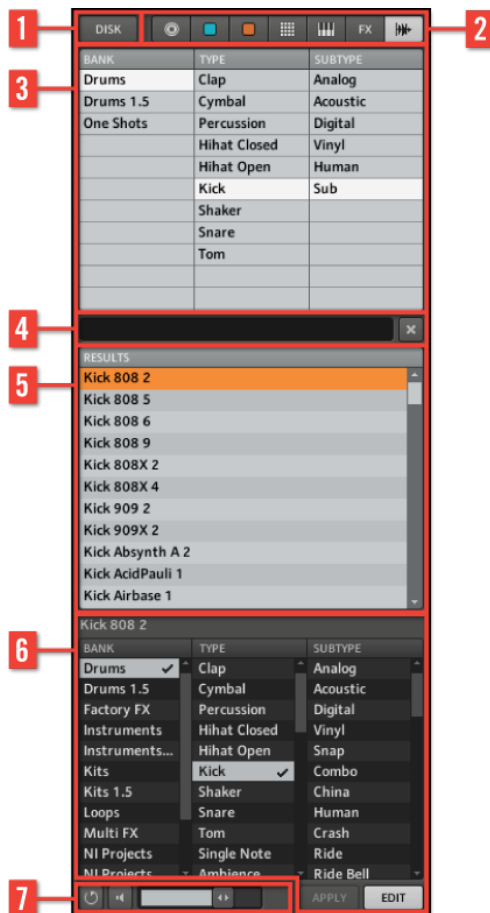 1
DISK
FX
2
3
BANK TYPE SUBTYPE
Drums Clap Analog
Drums 1.5 Cymbal Acoustic
One Shots Percussion Digital
Hihat Closed Vinyl
Hihat Open Human
Kick Sub
Shaker
Snare
Tom
4
×
5
RESULTS
Kick 808 2
Kick 808 5
Kick 808 6
Kick 808 9
Kick 808X 2
Kick 808X 4
Kick 909 2
Kick 909X 2
Kick Absynth A 2
Kick AcidPauli 1
Kick Airbase 1
Kick 808 2
6
BANK TYPE SUBTYPE
Drums Clap Analog
Drums 1.5 Cymbal Acoustic
Factory FX Percussion Digital
Instruments Hihat Closed Vinyl
Instruments... Hihat Open Snap
Kits Kick Combo
Kits 1.5 Shaker China
Loops Snare Human
Multi FX Tom Crash
NI Projects Single Note Ride
NI Projects Ambience Ride Bell
7
APPLY EDIT